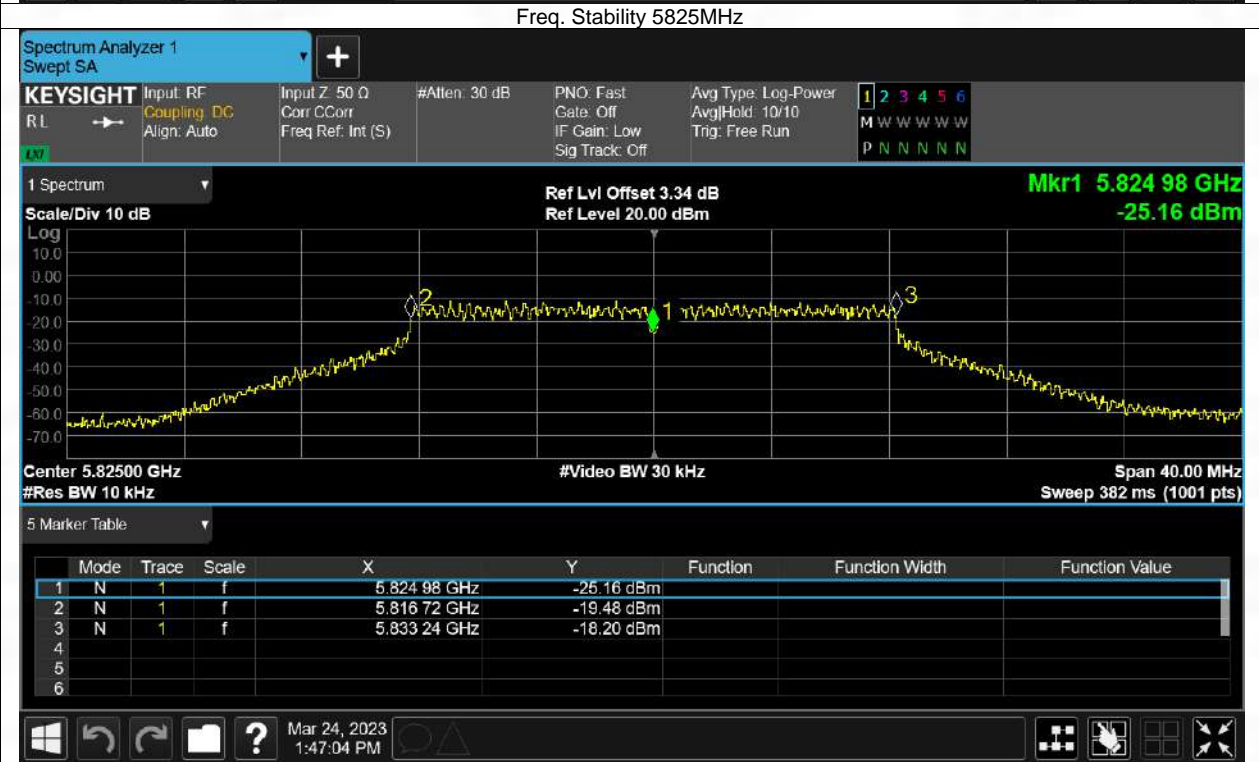 Freq. Stability 5825MHz
Spectrum Analyzer 1
Swept SA
+
KEYSIGHT
RL
LXI
Input: RF
Coupling: DC
Align: Auto
Input Z: 50 Ω
Corr CCorr
Freq Ref: Int (S)
#Atten: 30 dB
PNO: Fast
Gate: Off
IF Gain: Low
Sig Track: Off
Avg Type: Log-Power
Avg|Hold: 10/10
Trig: Free Run
1 2 3 4 5 6
M W W W W W
P N N N N N
1 Spectrum
Scale/Div 10 dB
Ref Lvl Offset 3.34 dB
Ref Level 20.00 dBm
Mkr1 5.824 98 GHz
-25.16 dBm
Log
10.0
0.00
-10.0
-20.0
-30.0
-40.0
-50.0
-60.0
-70.0
2
1
3
Center 5.82500 GHz
#Video BW 30 kHz
Span 40.00 MHz
#Res BW 10 kHz
Sweep 382 ms (1001 pts)
5 Marker Table
Mode Trace Scale X Y Function Function Width Function Value
1 N 1 f 5.824 98 GHz -25.16 dBm
2 N 1 f 5.816 72 GHz -19.48 dBm
3 N 1 f 5.833 24 GHz -18.20 dBm
4
5
6
?
Mar 24, 2023
1:47:04 PM